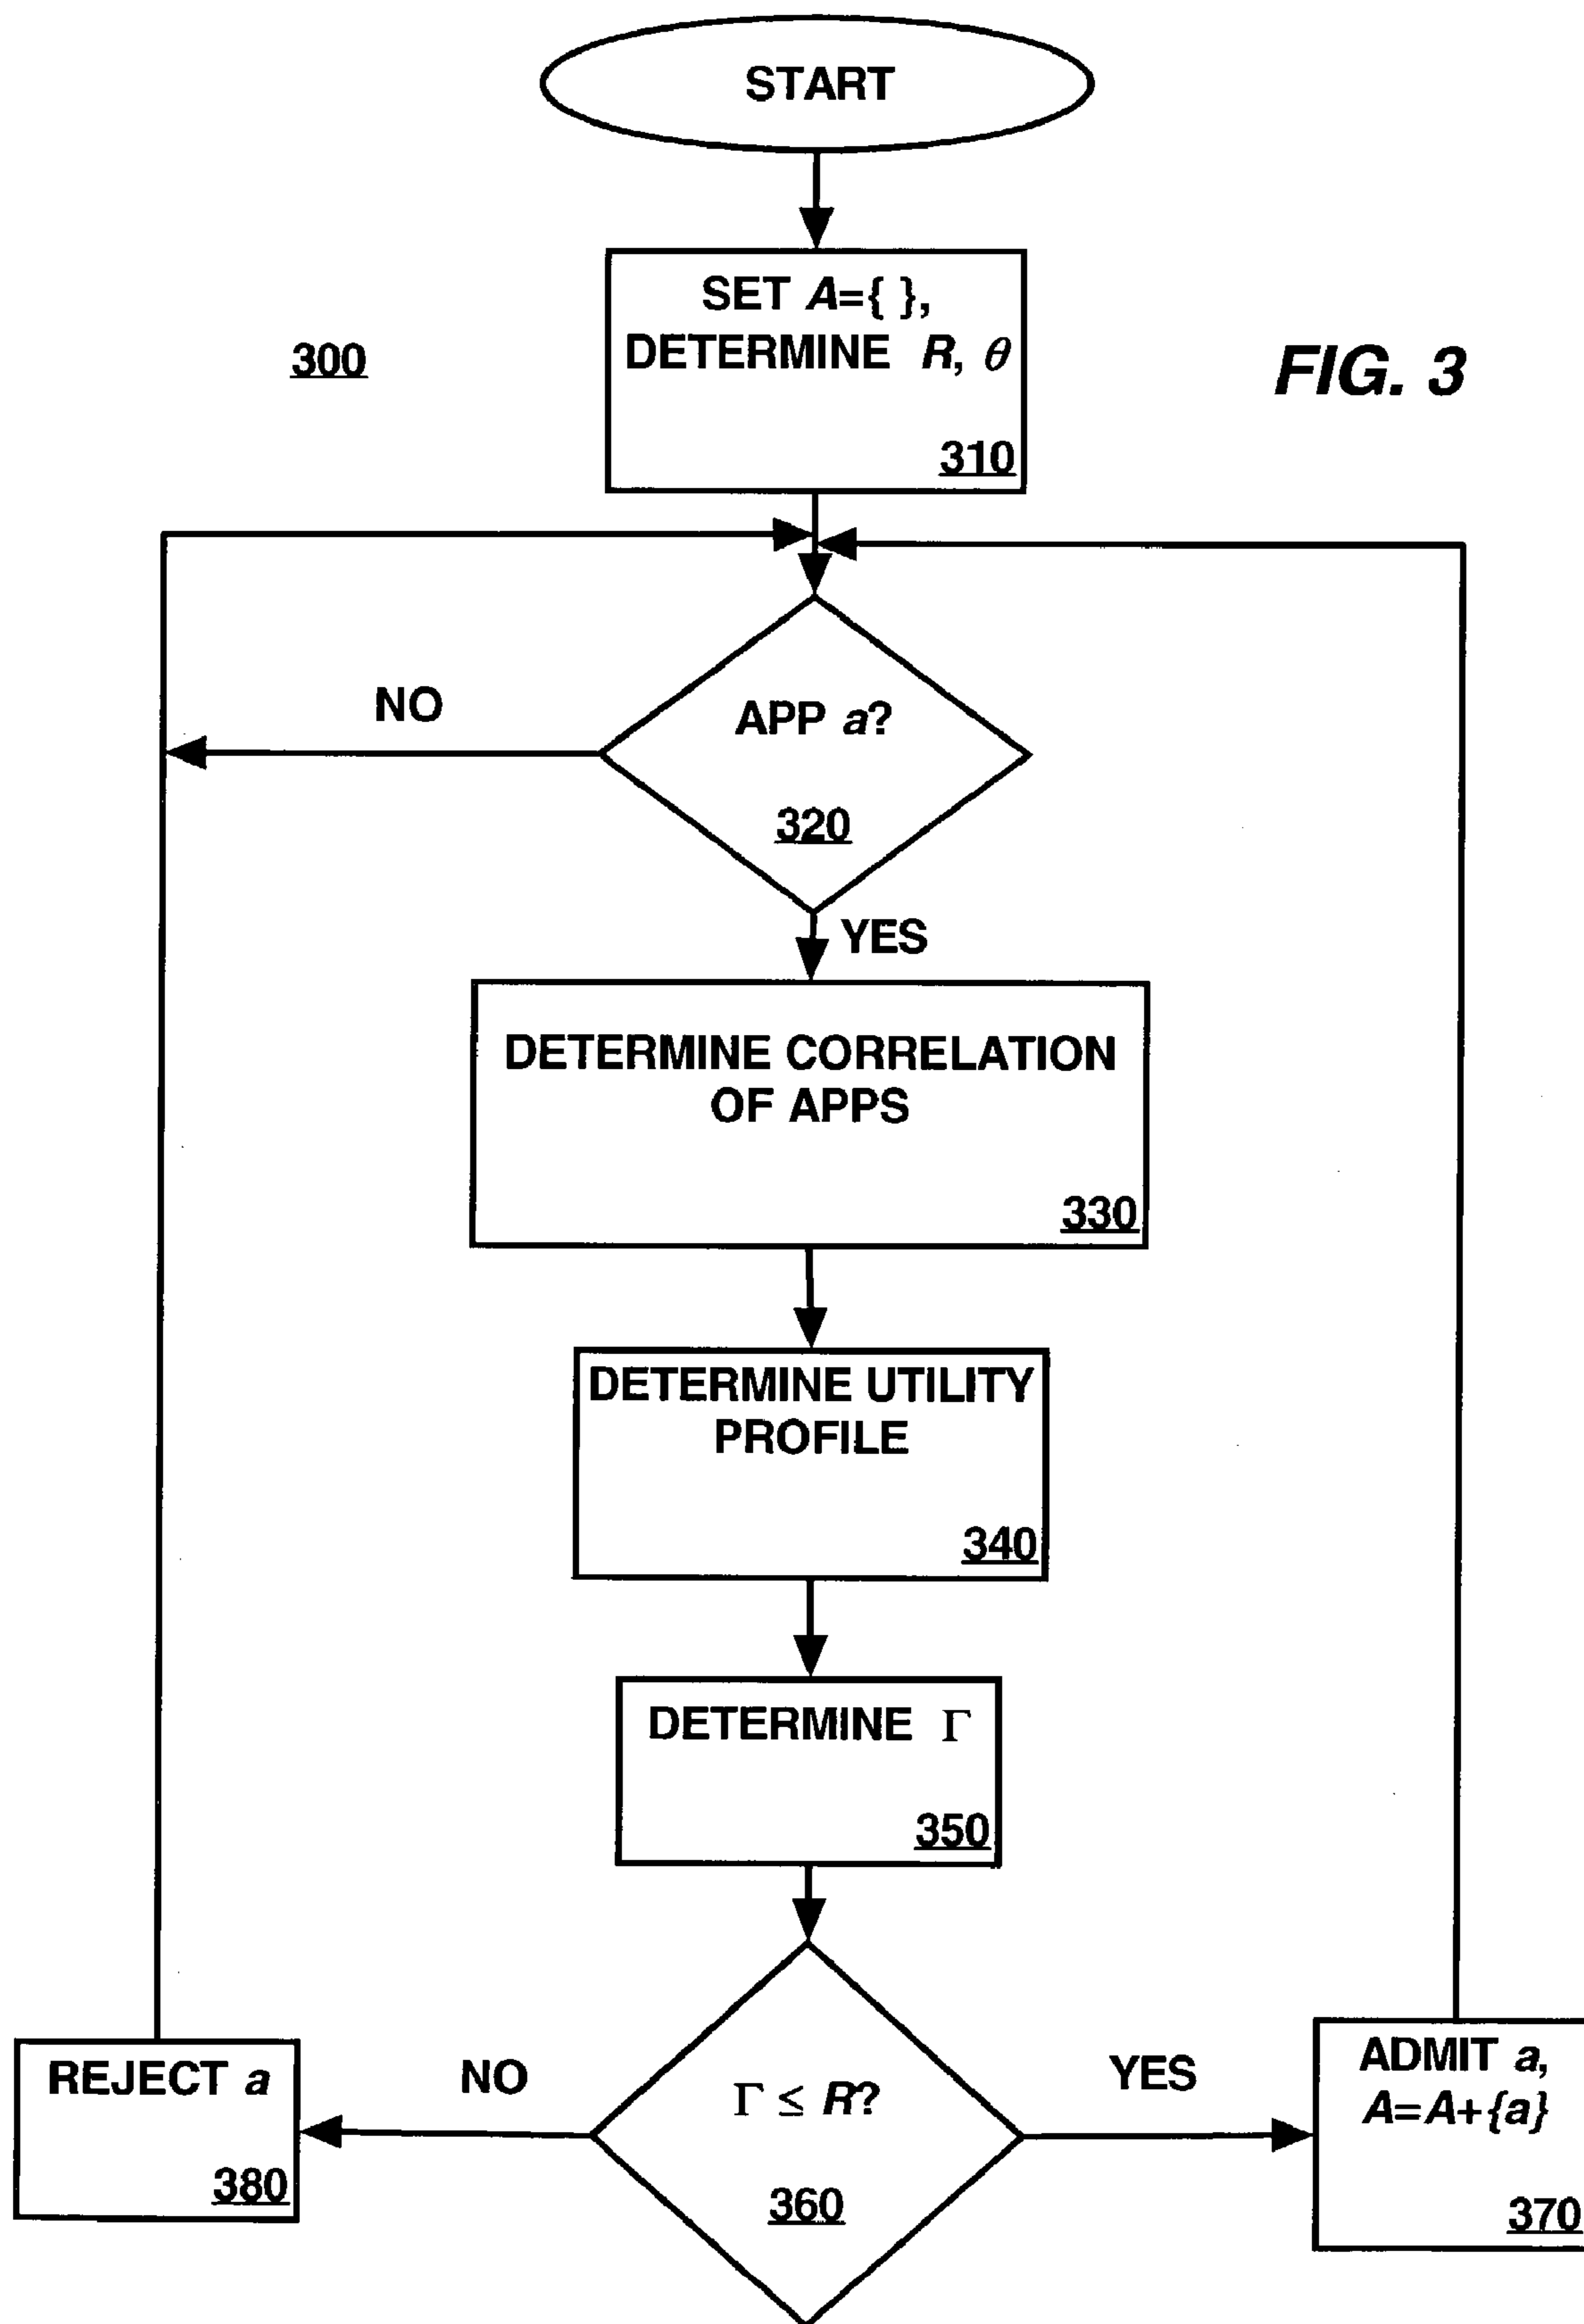 START
SET A={ },
DETERMINE R, θ
310
300
FIG. 3
APP a?
320
NO
YES
DETERMINE CORRELATION
OF APPS
330
DETERMINE UTILITY
PROFILE
340
DETERMINE Γ
350
Γ ≤ R?
360
NO
YES
REJECT a
380
ADMIT a,
A=A+{a}
370